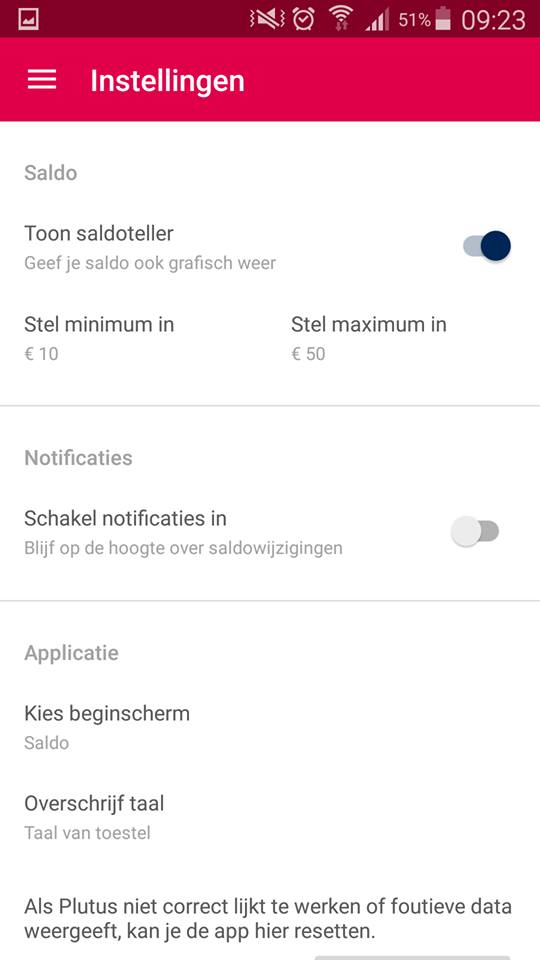 51% 09:23
Instellingen
Saldo
Toon saldoteller
Geef je saldo ook grafisch weer
Stel minimum in Stel maximum in
€ 10 € 50
Notificaties
Schakel notificaties in
Blijf op de hoogte over saldowijzigingen
Applicatie
Kies beginscherm
Saldo
Overschrijf taal
Taal van toestel
Als Plutus niet correct lijkt te werken of foutieve data
weergeeft, kan je de app hier resetten.